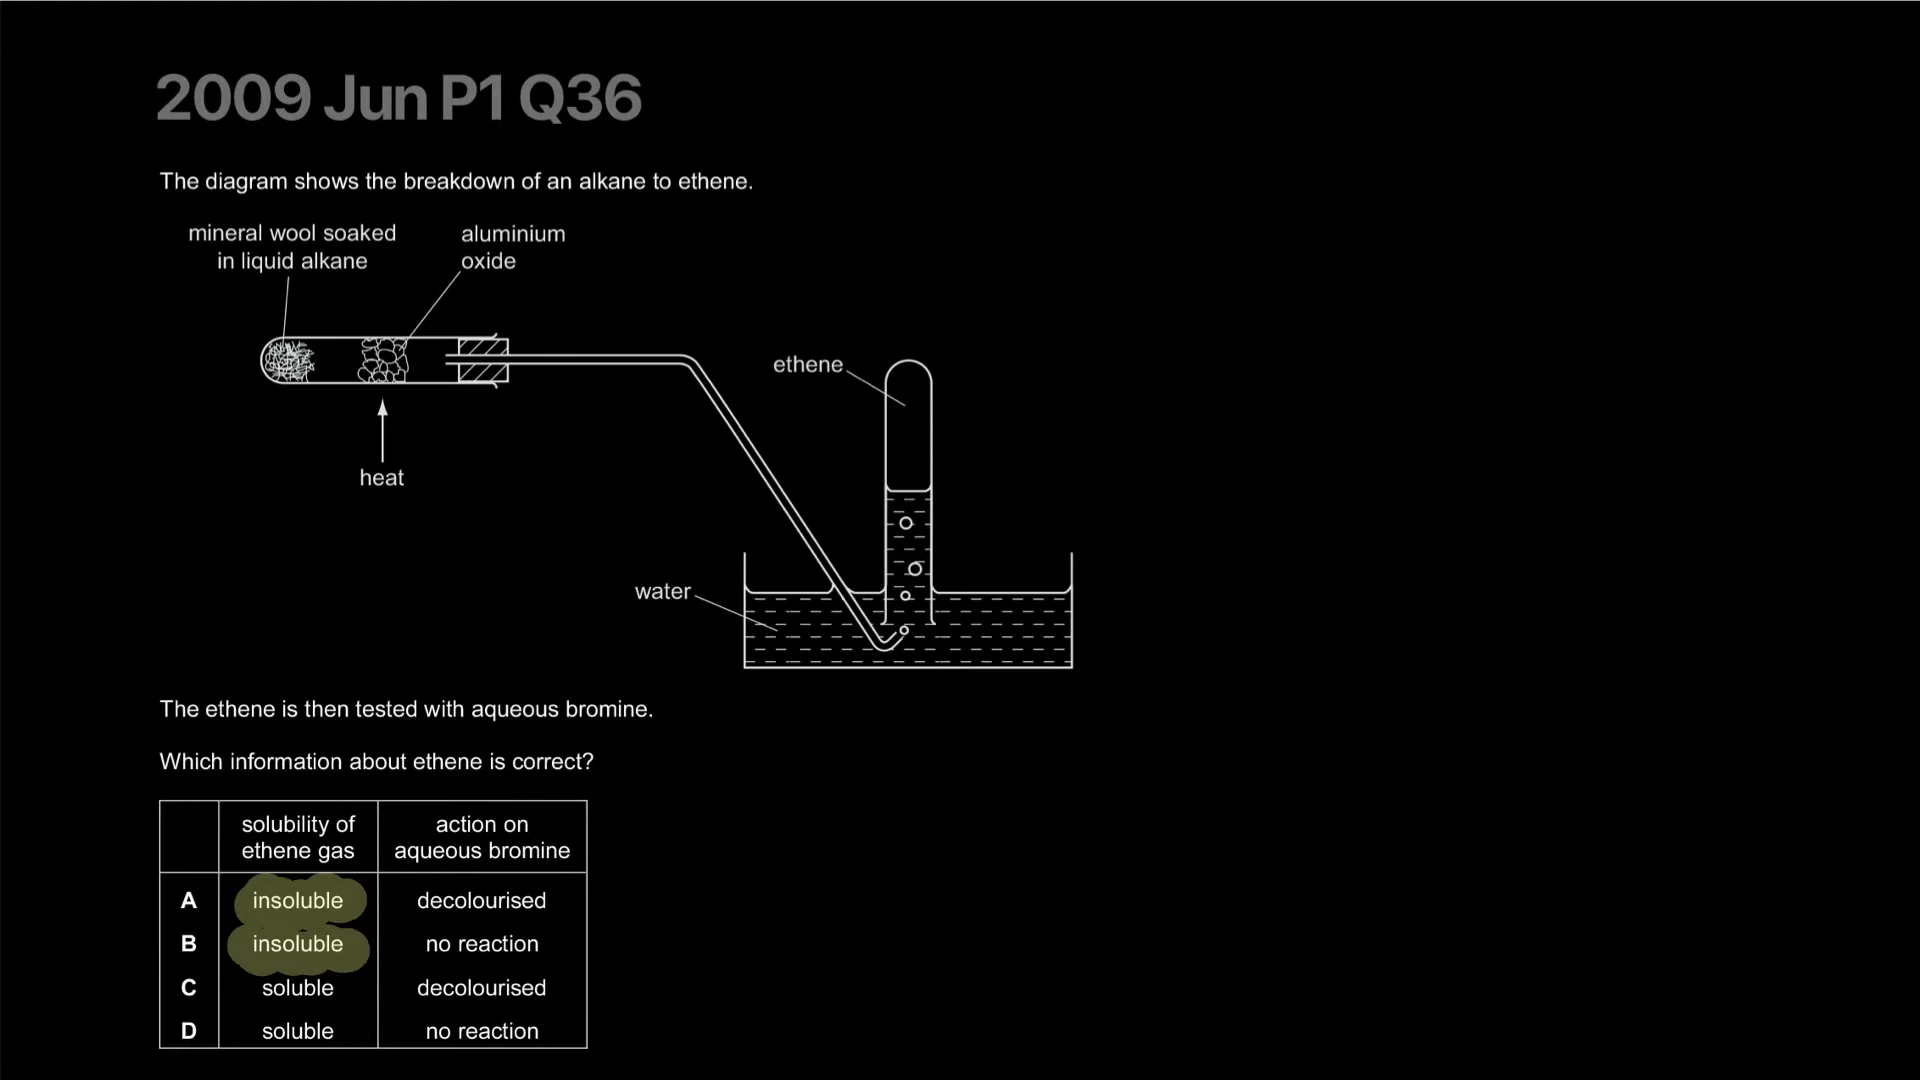 2009 Jun P1 Q36
The diagram shows the breakdown of an alkane to ethene.
mineral wool soaked
in liquid alkane
aluminium
oxide
ethene
heat
water
The ethene is then tested with aqueous bromine.
Which information about ethene is correct?
solubility of
ethene gas
action on
aqueous bromine
A insoluble decolourised
B insoluble no reaction
C soluble decolourised
D soluble no reaction